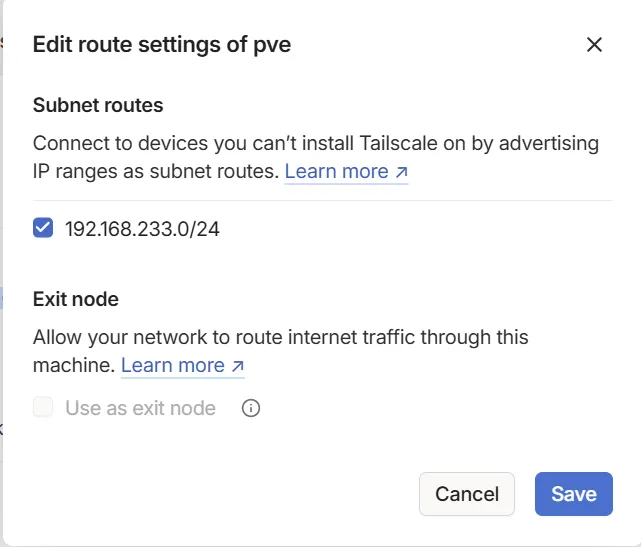 Edit route settings of pve
Subnet routes
Connect to devices you can’t install Tailscale on by advertising
IP ranges as subnet routes. Learn more ↗
192.168.233.0/24
Exit node
Allow your network to route internet traffic through this
machine. Learn more ↗
Use as exit node
Cancel
Save